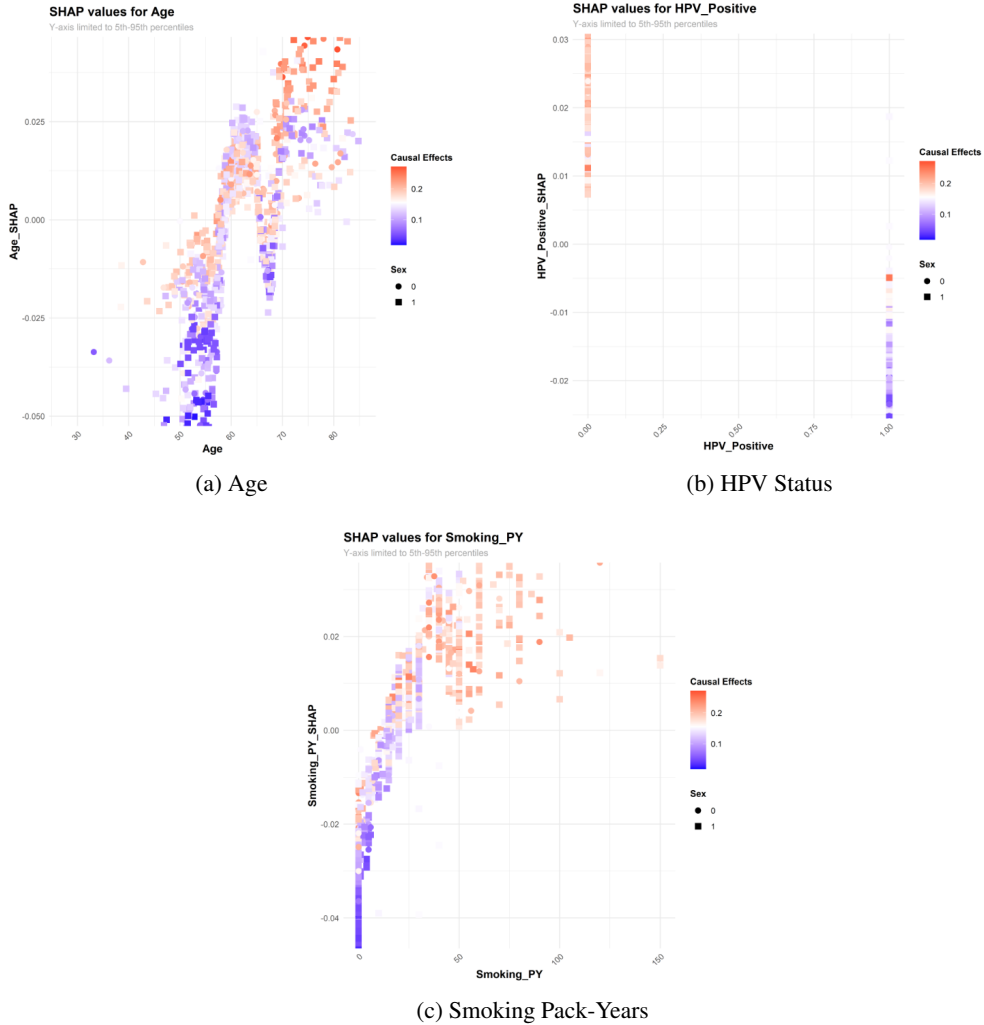 SHAP values for Age
Y-axis limited to 5th-95th percentiles
Age_SHAP
0.025
0.000
-0.025
-0.050
30 40 50 60 70 80
Age
Causal Effects
0.2
0.1
Sex
0
1
(a) Age
SHAP values for HPV_Positive
Y-axis limited to 5th-95th percentiles
HPV_Positive_SHAP
0.03
0.02
0.01
0.00
-0.01
-0.02
0.00 0.25 0.50 0.75 1.00
HPV_Positive
Causal Effects
0.2
0.1
Sex
0
1
(b) HPV Status
SHAP values for Smoking_PY
Y-axis limited to 5th-95th percentiles
Smoking_PY_SHAP
0.02
0.00
-0.02
-0.04
0 50 100 150
Smoking_PY
Causal Effects
0.2
0.1
Sex
0
1
(c) Smoking Pack-Years